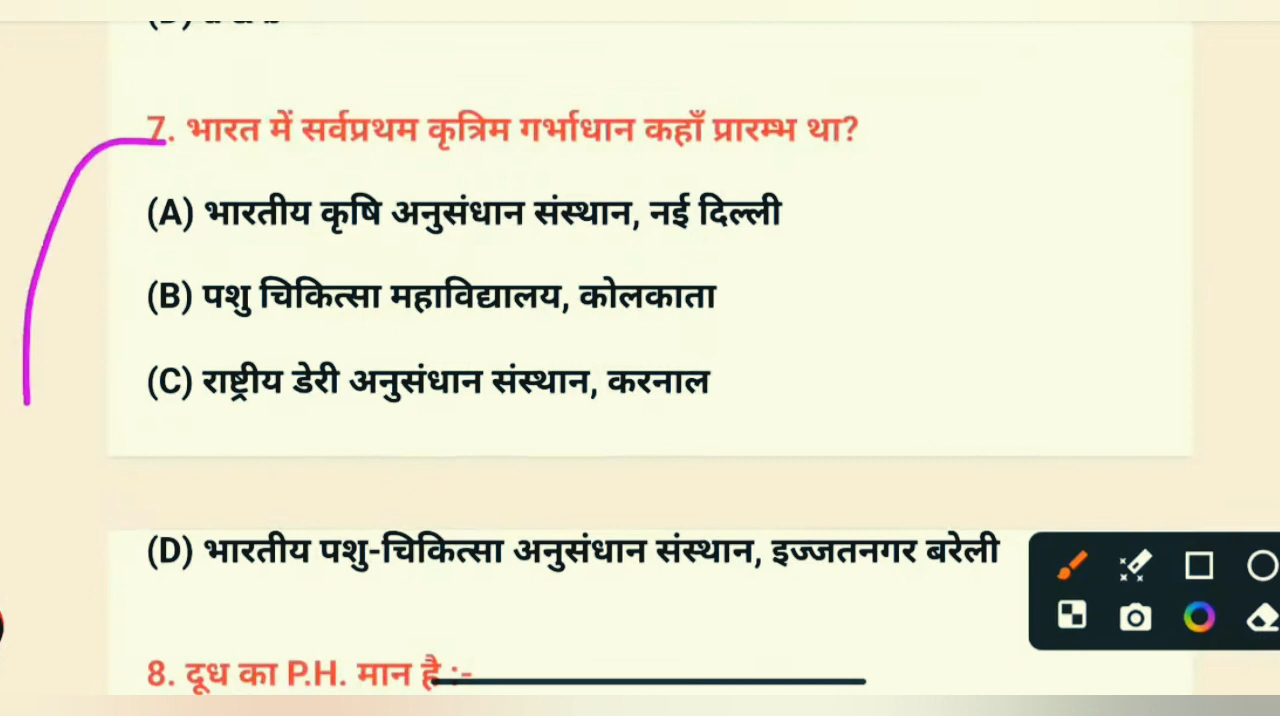 7. भारत में सर्वप्रथम कृत्रिम गर्भाधान कहाँ प्रारम्भ था?
(A) भारतीय कृषि अनुसंधान संस्थान, नई दिल्ली
(B) पशु चिकित्सा महाविद्यालय, कोलकाता
(C) राष्ट्रीय डेरी अनुसंधान संस्थान, करनाल
(D) भारतीय पशु-चिकित्सा अनुसंधान संस्थान, इज्जतनगर बरेली
8. दूध का P.H. मान है :-